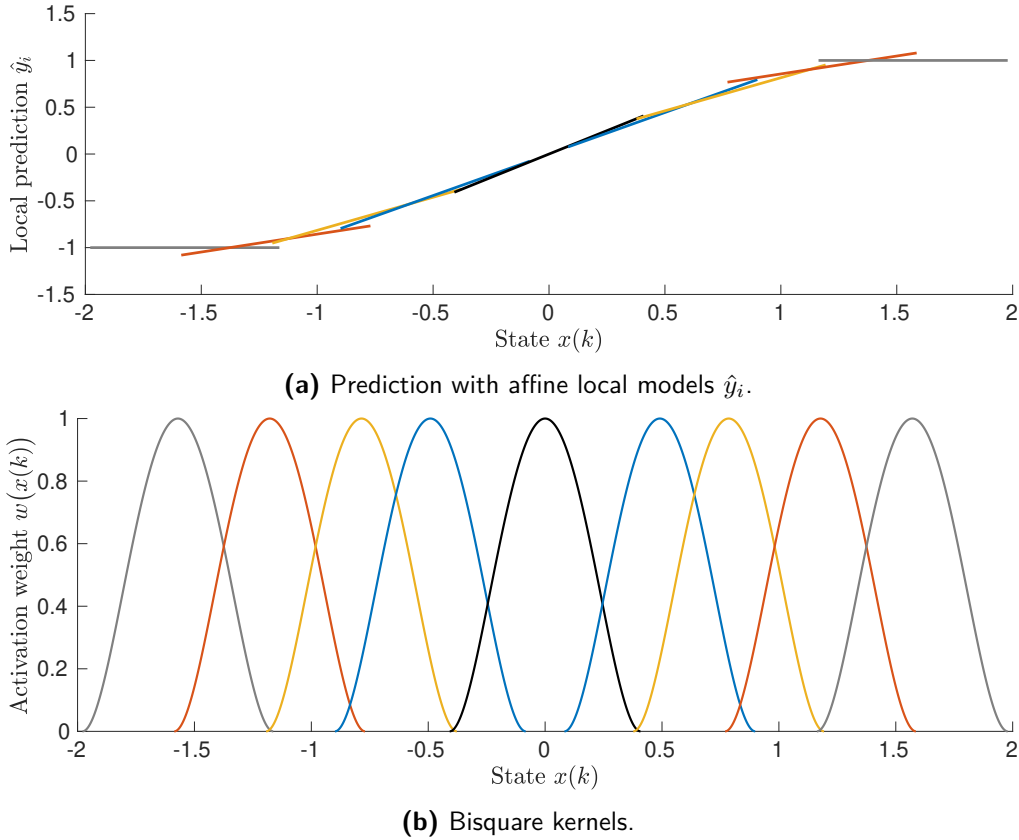 1.5
1
0.5
0
-0.5
-1
-1.5
Local prediction ŷᵢ
-2 -1.5 -1 -0.5 0 0.5 1 1.5 2
State x(k)
(a) Prediction with affine local models ŷᵢ.
1
0.8
0.6
0.4
0.2
0
Activation weight w(x(k))
-2 -1.5 -1 -0.5 0 0.5 1 1.5 2
State x(k)
(b) Bisquare kernels.